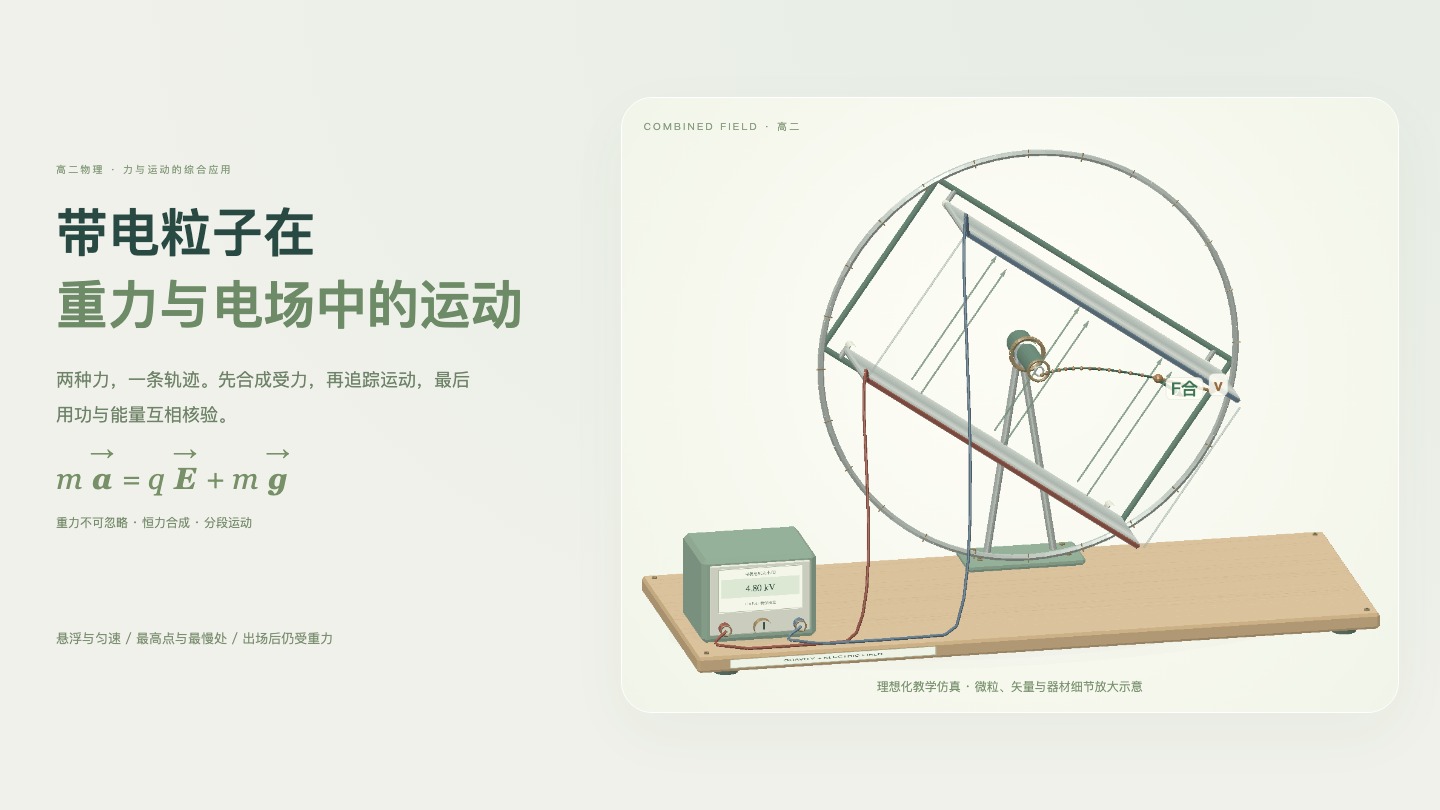 高二物理 · 力与运动的综合应用
带电粒子在
重力与电场中的运动
两种力，一条轨迹。先合成受力，再追踪运动，最后
用功与能量互相核验。
m a = q E + m g
重力不可忽略 · 恒力合成 · 分段运动
悬浮与匀速 / 最高点与最慢处 / 出场后仍受重力
COMBINED FIELD · 高二
F合
v
4.80 kV
理想化教学仿真 · 微粒、矢量与器材细节放大示意